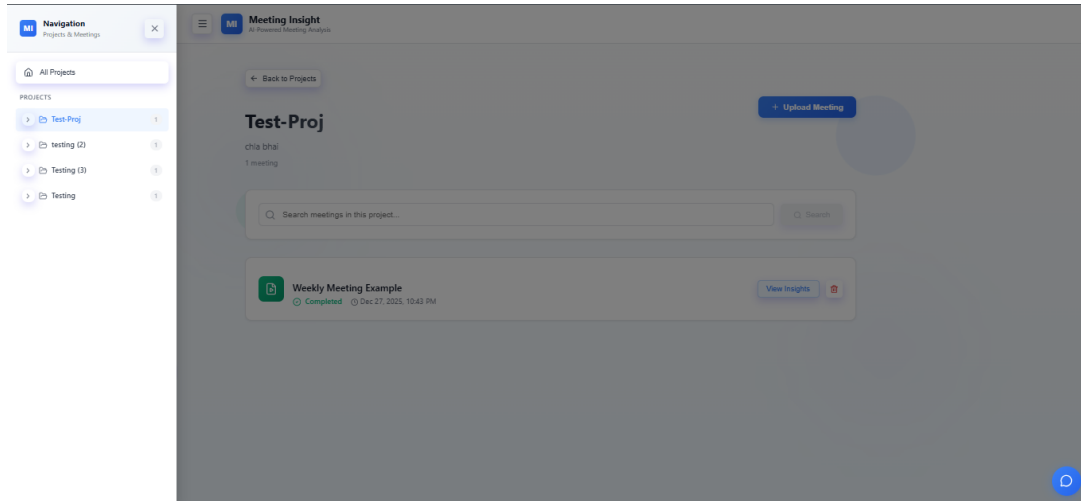 MI
Navigation
Projects & Meetings
All Projects
PROJECTS
Test-Proj 1
testing (2) 1
Testing (3) 1
Testing 1
MI
Meeting Insight
AI Powered Meeting Analysis
Back to Projects
Test-Proj
+ Upload Meeting
chia bhai
1 meeting
Search meetings in this project...
Search
Weekly Meeting Example
Completed Dec 27, 2025, 10:43 PM
View Insights